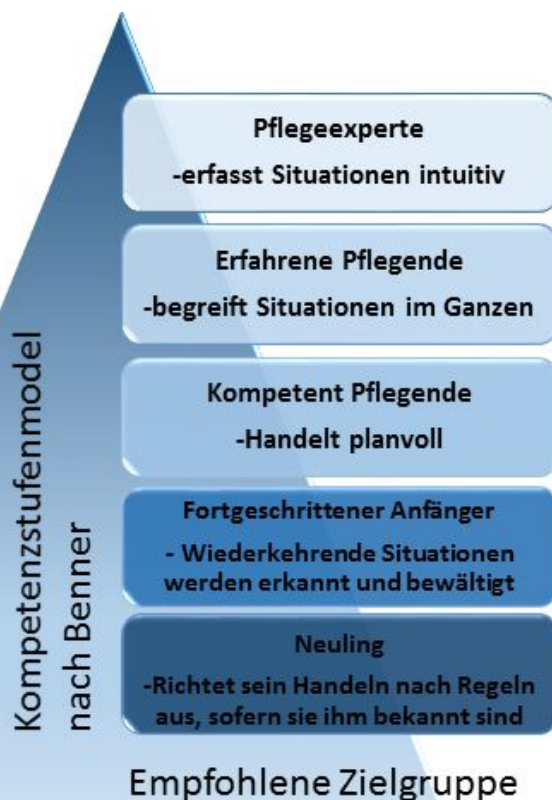 Pflegeexperte
-erfasst Situationen intuitiv
Erfahrene Pflegende
-begreift Situationen im Ganzen
Kompetent Pflegende
-Handelt planvoll
Fortgeschrittener Anfänger
- Wiederkehrende Situationen
werden erkannt und bewältigt
Neuling
-Richtet sein Handeln nach Regeln
aus, sofern sie ihm bekannt sind
Kompetenzstufenmodel
nach Benner
Empfohlene Zielgruppe